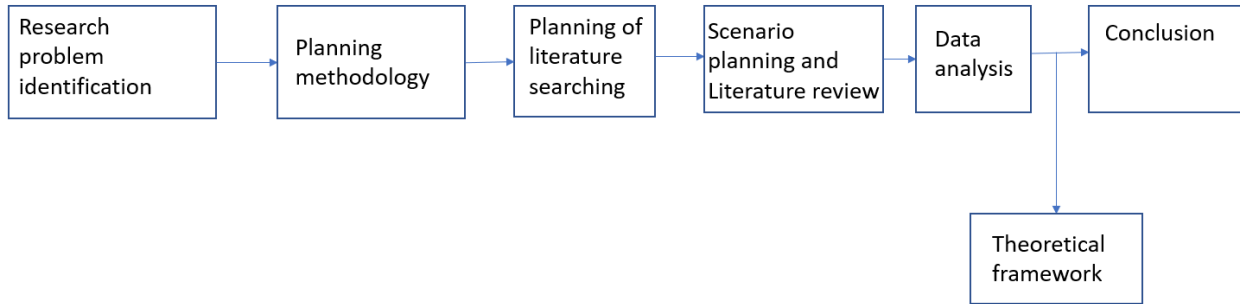 Research
problem
identification
Planning
methodology
Planning of
literature
searching
Scenario
planning and
Literature review
Data
analysis
Conclusion
Theoretical
framework